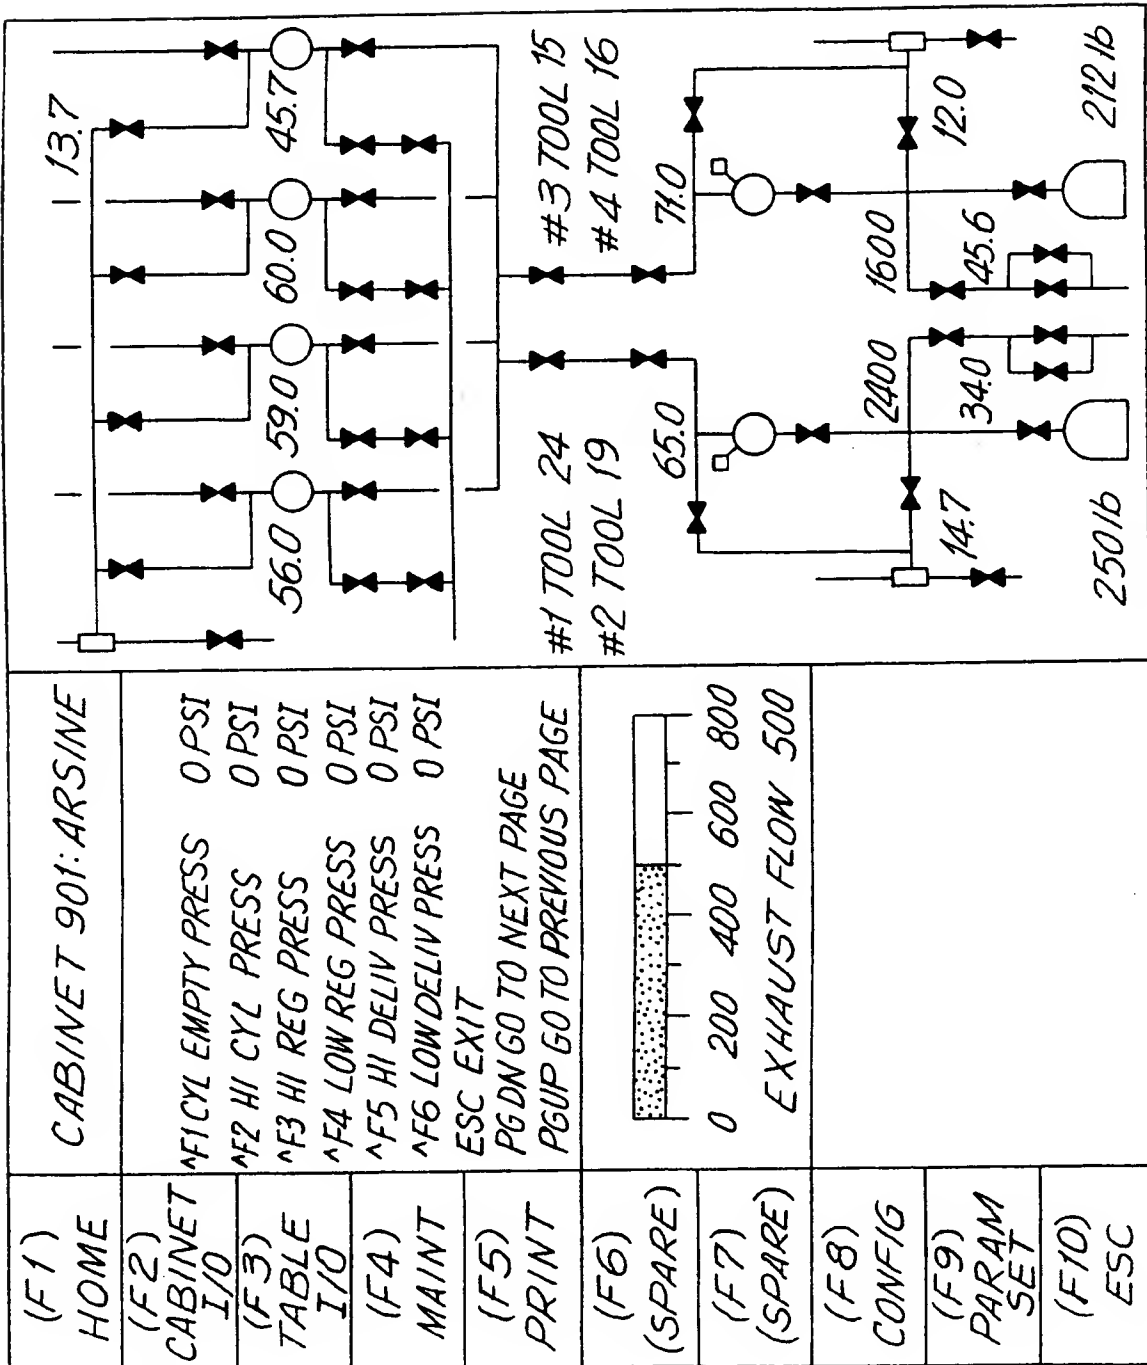 (F1)
HOME
(F2)
CABINET
I/O
(F3)
TABLE
I/O
(F4)
MAINT
(F5)
PRINT
(F6)
(SPARE)
(F7)
(SPARE)
(F8)
CONFIG
(F9)
PARAM
SET
(F10)
ESC
CABINET 901: ARSINE
^F1 CYL EMPTY PRESS 0 PSI
^F2 HI CYL PRESS 0 PSI
^F3 HI REG PRESS 0 PSI
^F4 LOW REG PRESS 0 PSI
^F5 HI DELIV PRESS 0 PSI
^F6 LOW DELIV PRESS 0 PSI
ESC EXIT
PG DN GO TO NEXT PAGE
PGUP GO TO PREVIOUS PAGE
0 200 400 600 800
EXHAUST FLOW 500
13.7
56.0 59.0 60.0 45.7
#1 TOOL 24 #3 TOOL 15
#2 TOOL 19 #4 TOOL 16
65.0 71.0
2400 1600
14.7 34.0 45.6 12.0
250 lb 212 lb